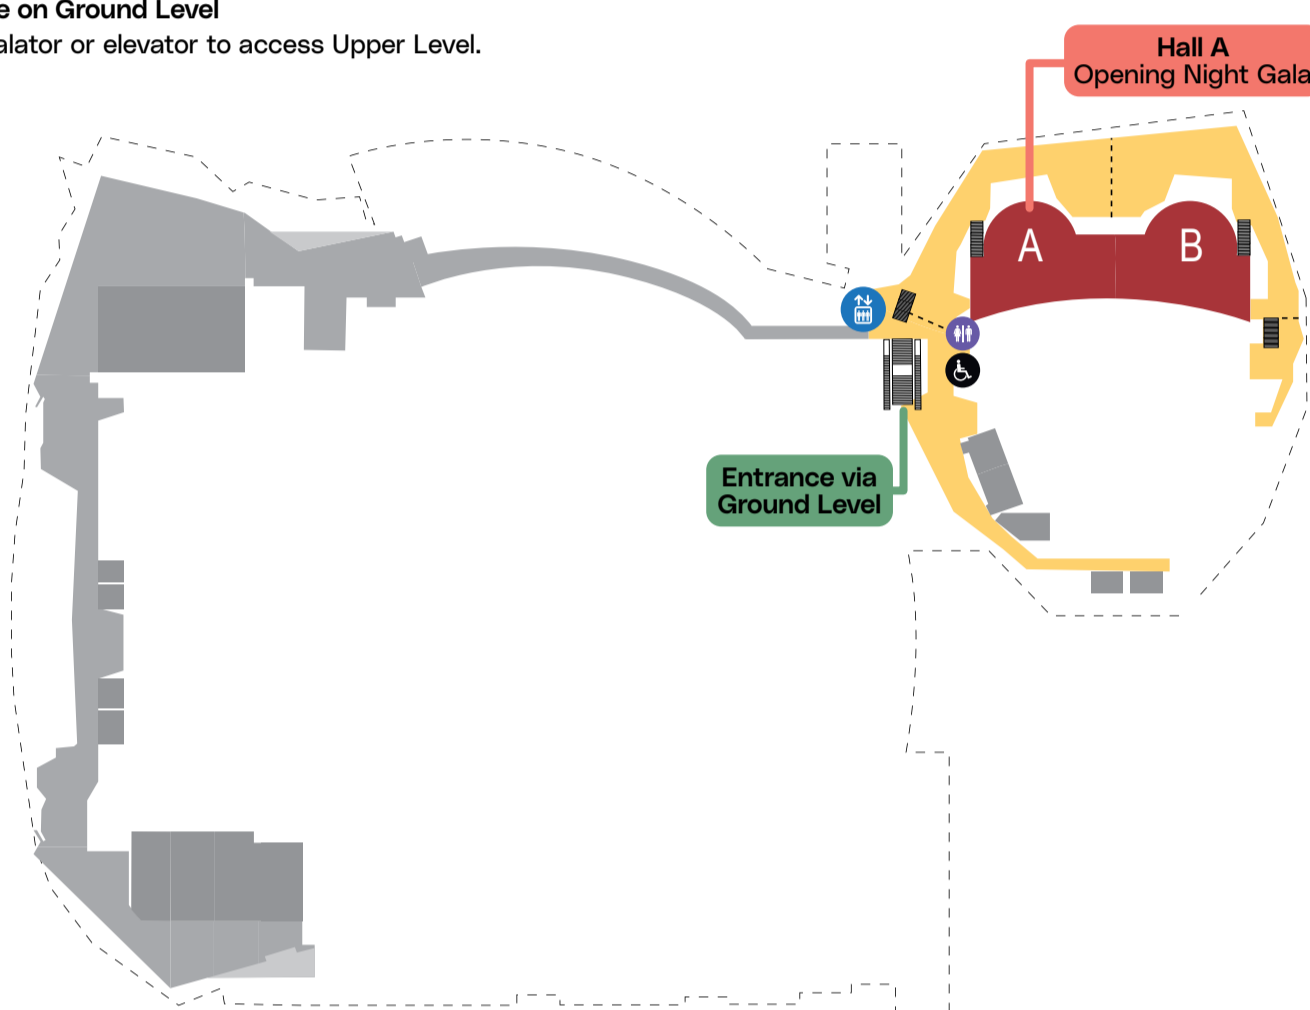 e on Ground Level
alator or elevator to access Upper Level.
Hall A
Opening Night Gala
A
B
Entrance via
Ground Level